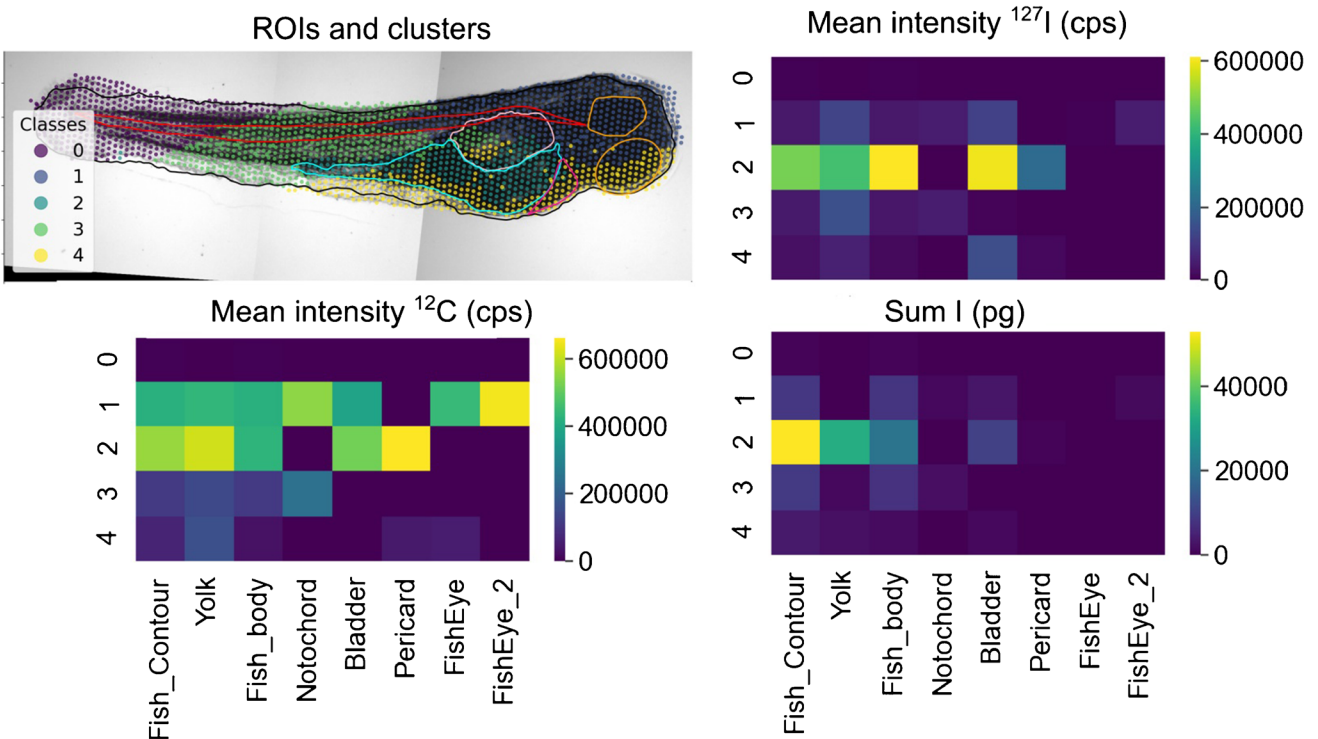 ROIs and clusters
Classes
0
1
2
3
4
Mean intensity ¹²⁷I (cps)
0
1
2
3
4
600000
400000
200000
0
Mean intensity ¹²C (cps)
0
1
2
3
4
600000
400000
200000
0
Fish_Contour
Yolk
Fish_body
Notochord
Bladder
Pericard
FishEye
FishEye_2
Sum I (pg)
0
1
2
3
4
40000
20000
0
Fish_Contour
Yolk
Fish_body
Notochord
Bladder
Pericard
FishEye
FishEye_2